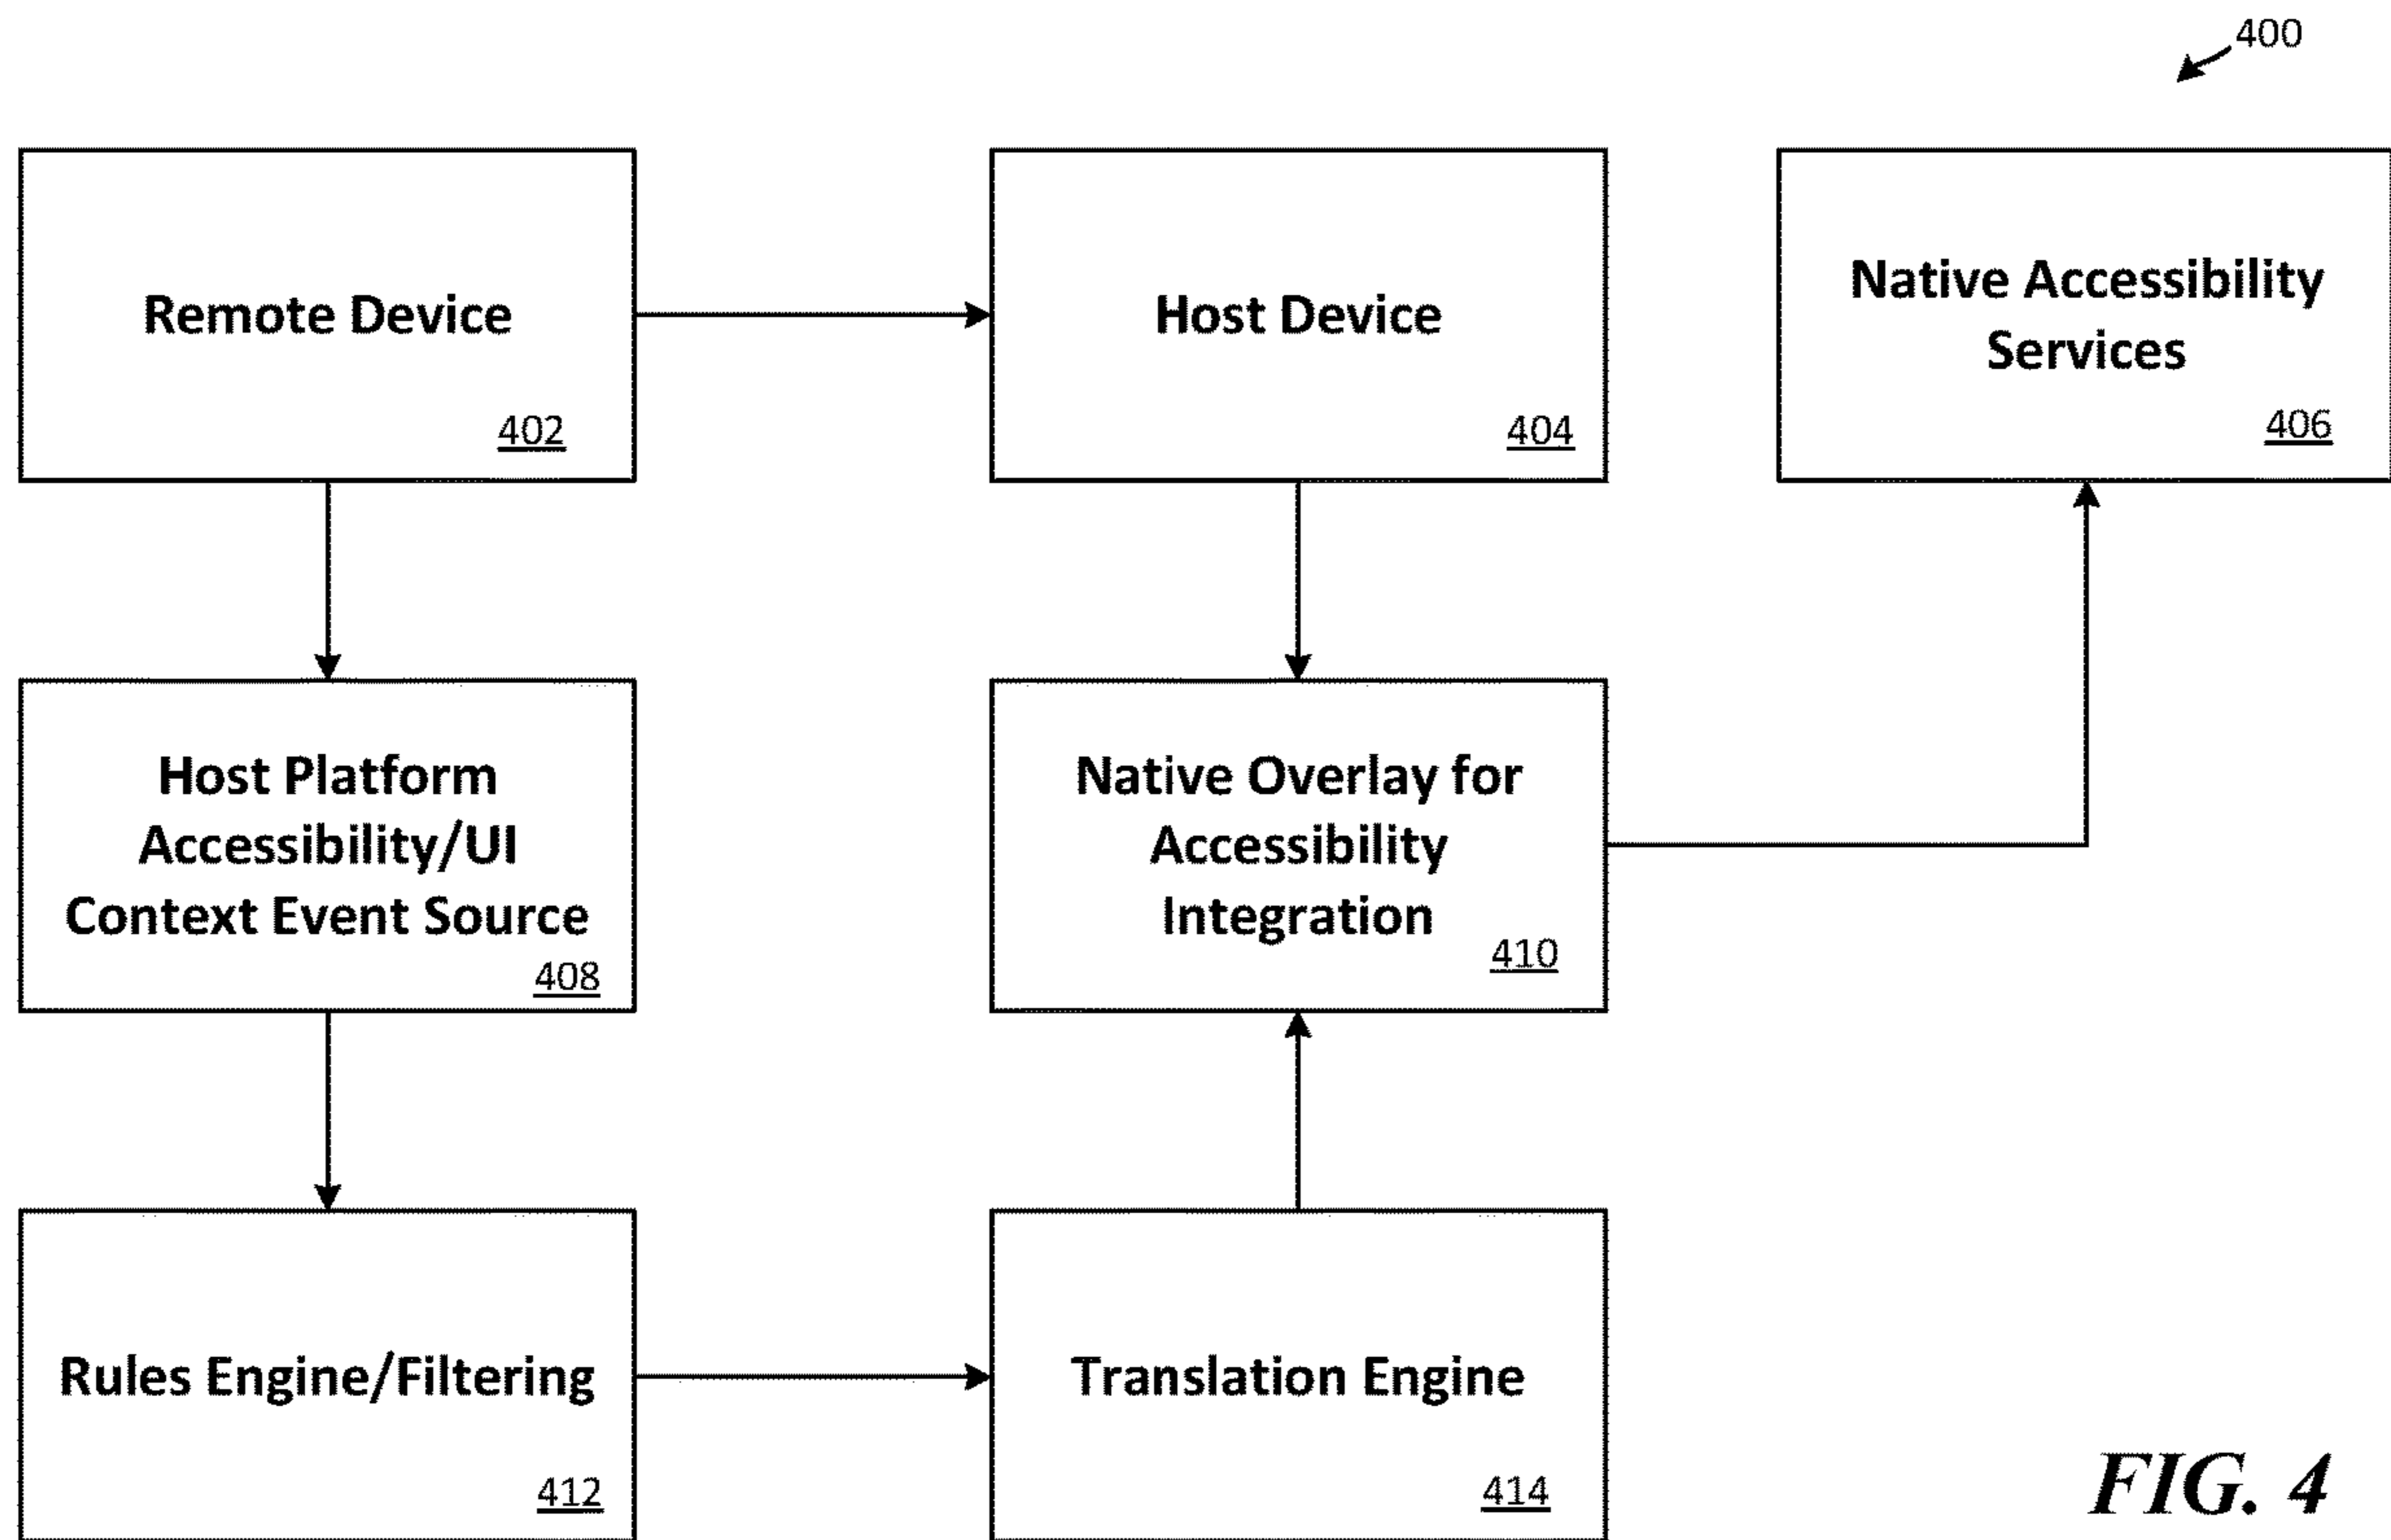 400
Remote Device
402
Host Device
404
Native Accessibility
Services
406
Host Platform
Accessibility/UI
Context Event Source
408
Native Overlay for
Accessibility
Integration
410
Rules Engine/Filtering
412
Translation Engine
414
FIG. 4